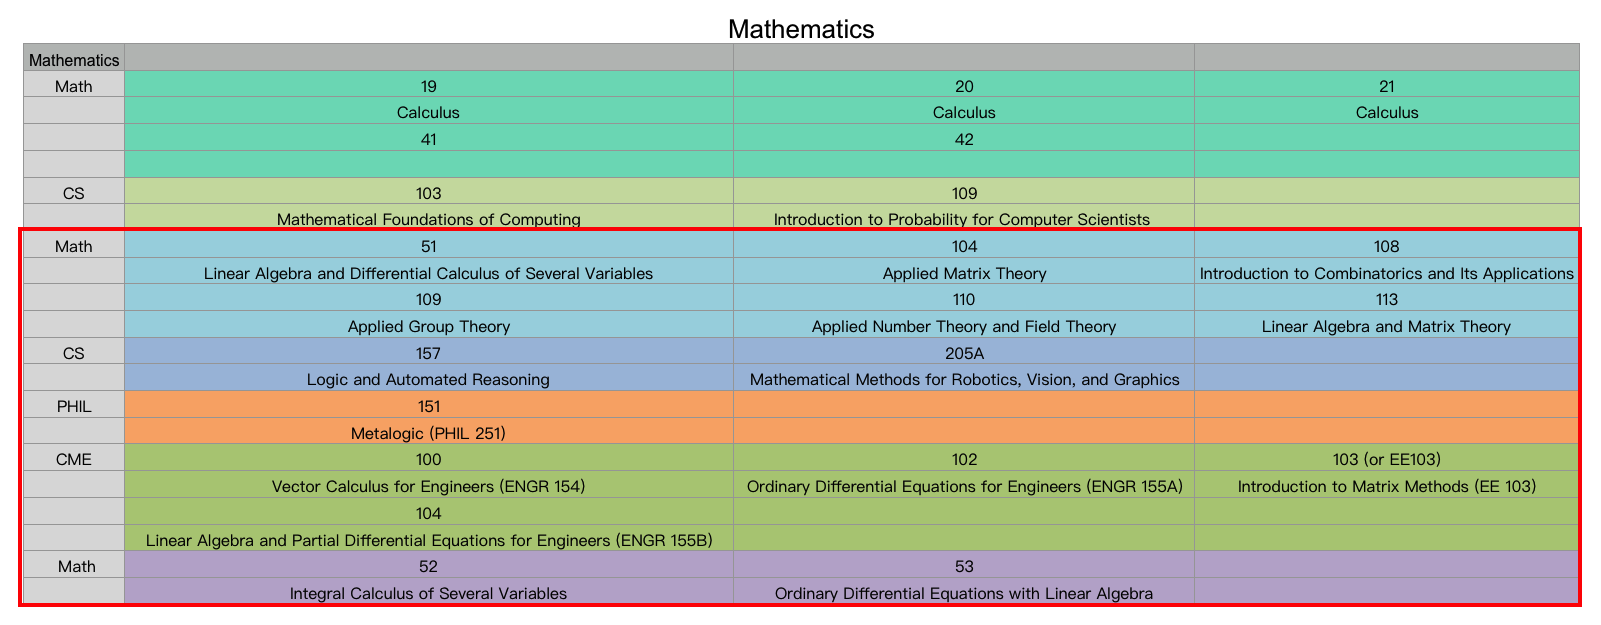 Mathematics
Mathematics
Math 19 20 21
Calculus Calculus Calculus
41 42
CS 103 109
Mathematical Foundations of Computing Introduction to Probability for Computer Scientists
Math 51 104 108
Linear Algebra and Differential Calculus of Several Variables Applied Matrix Theory Introduction to Combinatorics and Its Applications
109 110 113
Applied Group Theory Applied Number Theory and Field Theory Linear Algebra and Matrix Theory
CS 157 205A
Logic and Automated Reasoning Mathematical Methods for Robotics, Vision, and Graphics
PHIL 151
Metalogic (PHIL 251)
CME 100 102 103 (or EE103)
Vector Calculus for Engineers (ENGR 154) Ordinary Differential Equations for Engineers (ENGR 155A) Introduction to Matrix Methods (EE 103)
104
Linear Algebra and Partial Differential Equations for Engineers (ENGR 155B)
Math 52 53
Integral Calculus of Several Variables Ordinary Differential Equations with Linear Algebra